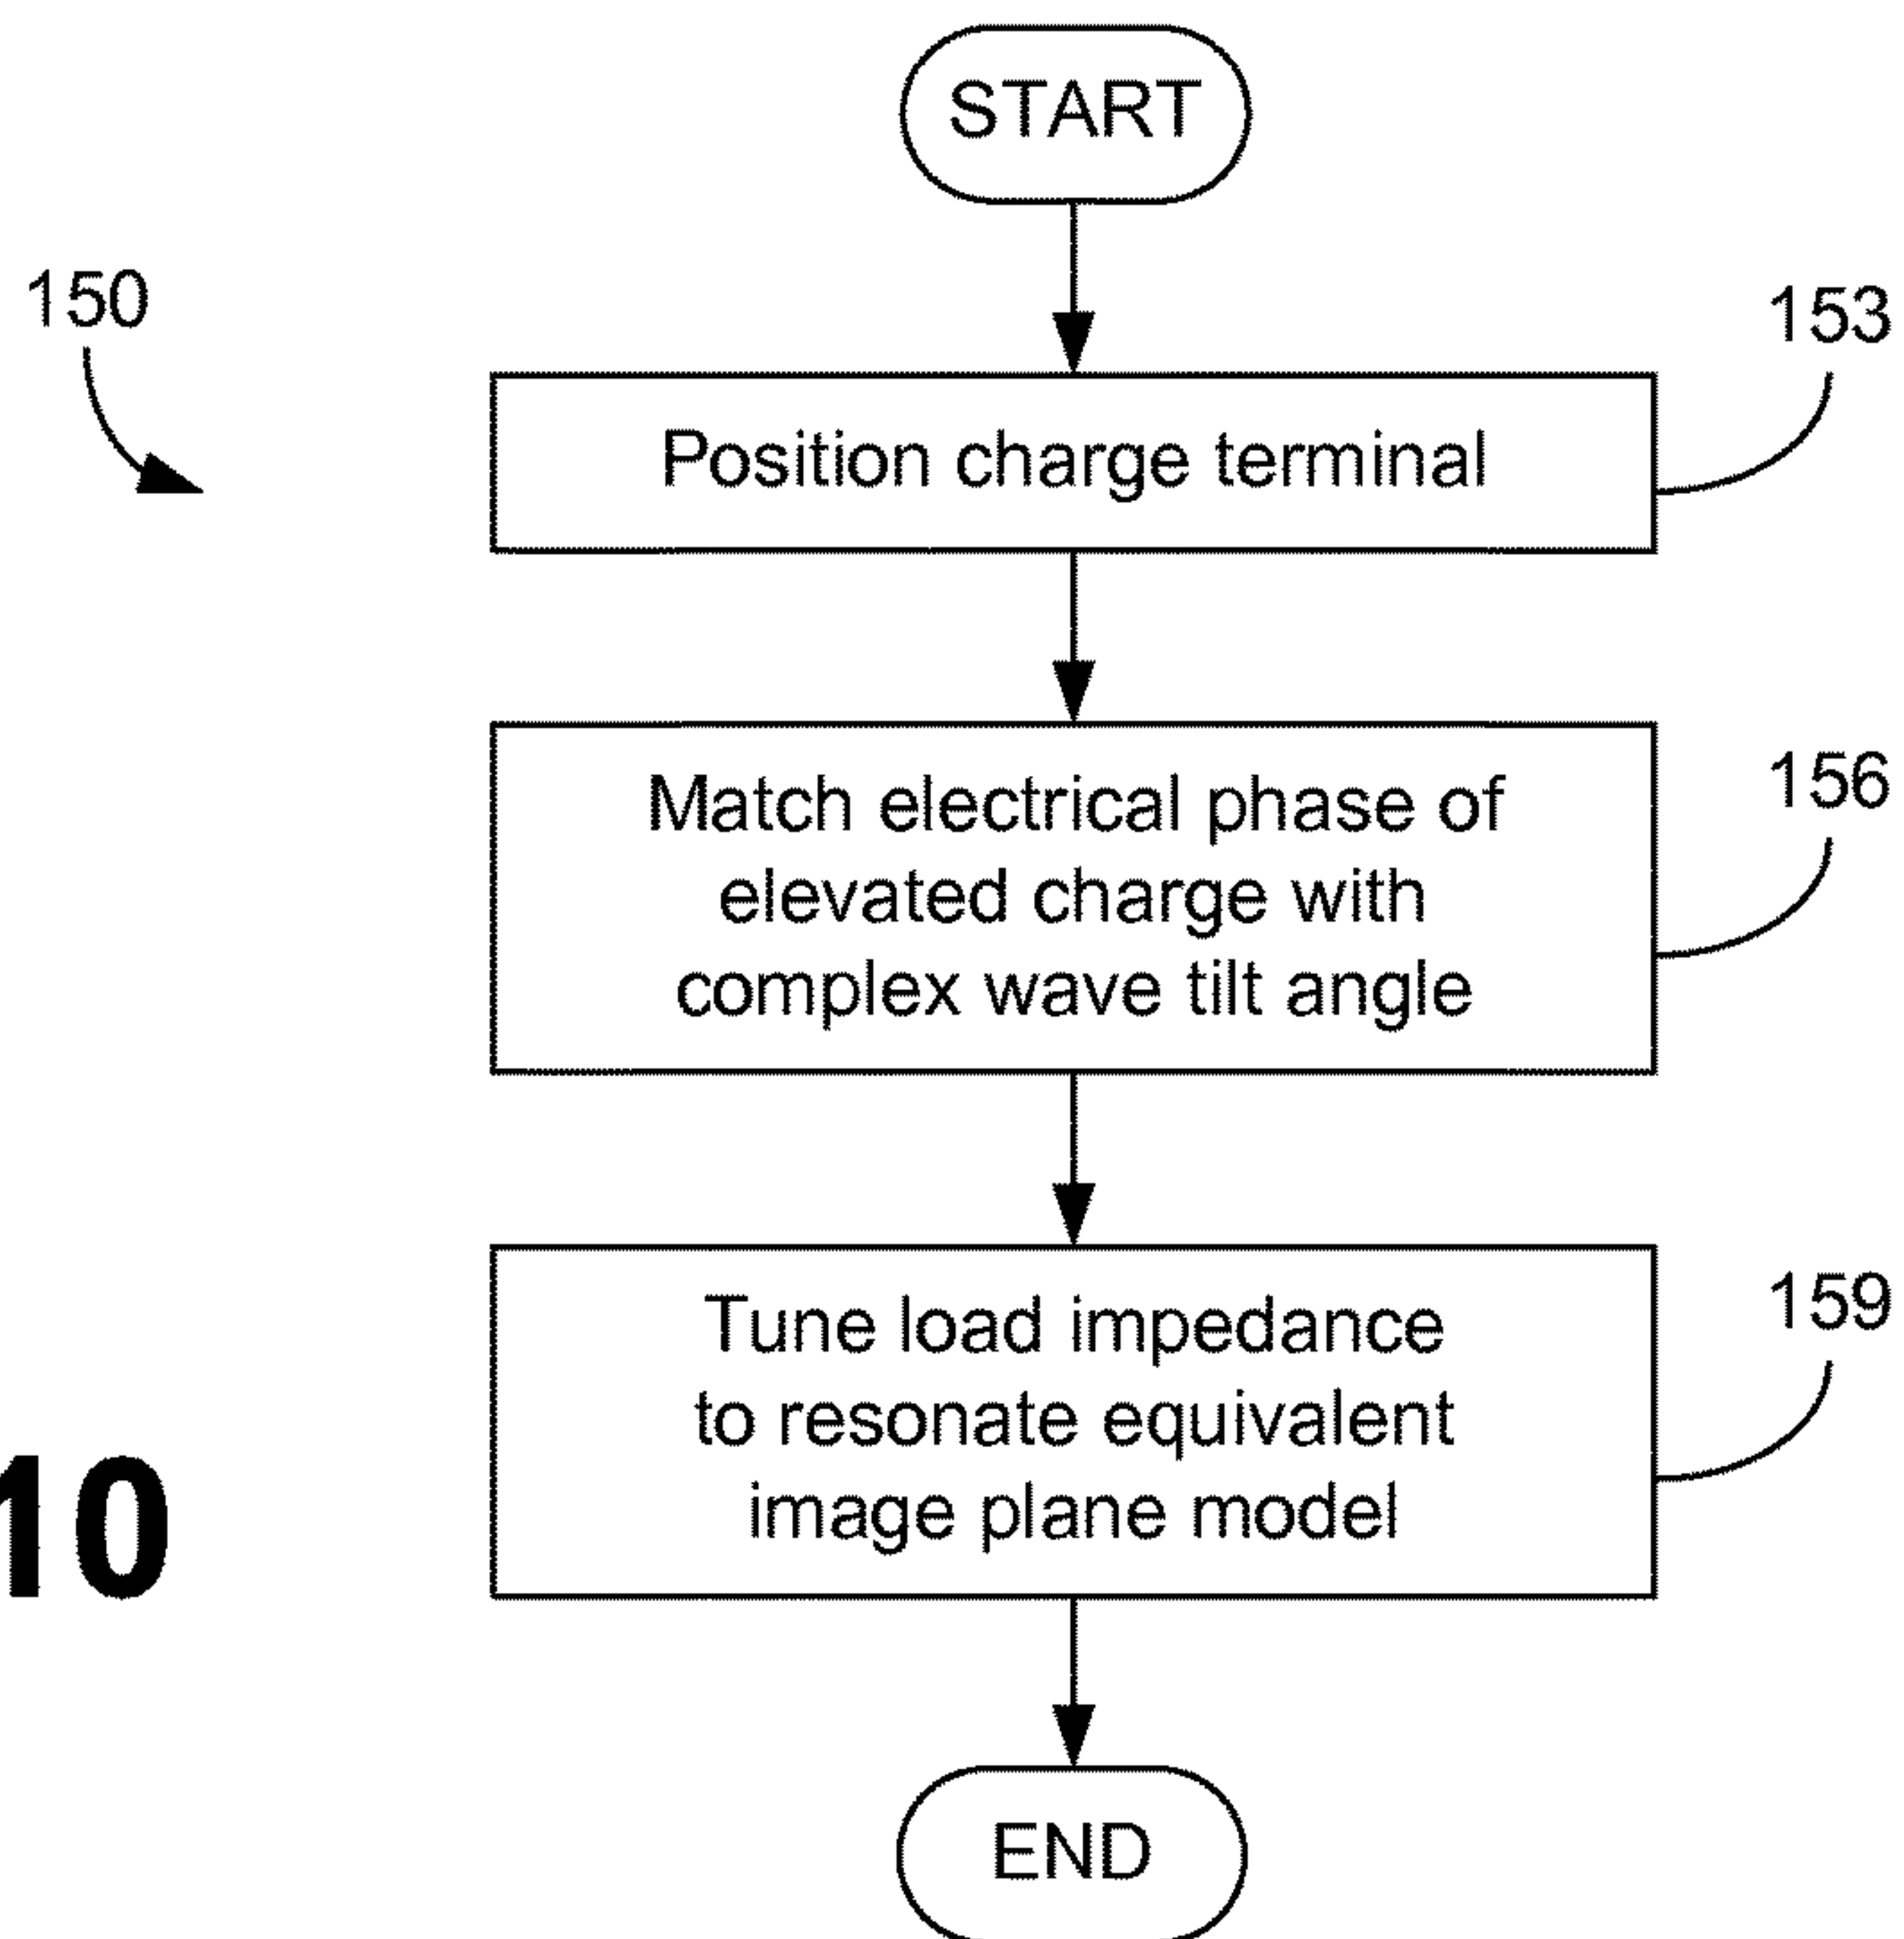 START
150
153
Position charge terminal
156
Match electrical phase of
elevated charge with
complex wave tilt angle
159
Tune load impedance
to resonate equivalent
image plane model
10
END